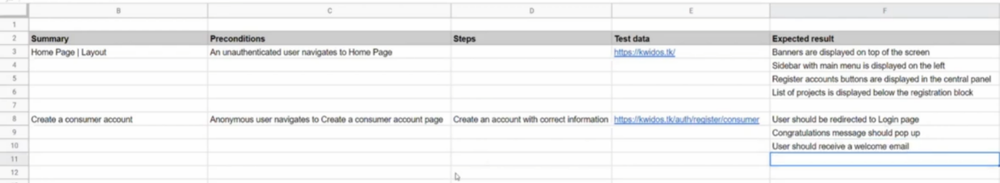 B C D E F
1
2 Summary Preconditions Steps Test data Expected result
3 Home Page | Layout An unauthenticated user navigates to Home Page https://kwidos.tk/ Banners are displayed on top of the screen
4 Sidebar with main menu is displayed on the left
5 Register accounts buttons are displayed in the central panel
6 List of projects is displayed below the registration block
7
8 Create a consumer account Anonymous user navigates to Create a consumer account page Create an account with correct information https://kwidos.tk/auth/register/consumer User should be redirected to Login page
9 Congratulations message should pop up
10 User should receive a welcome email
11
12